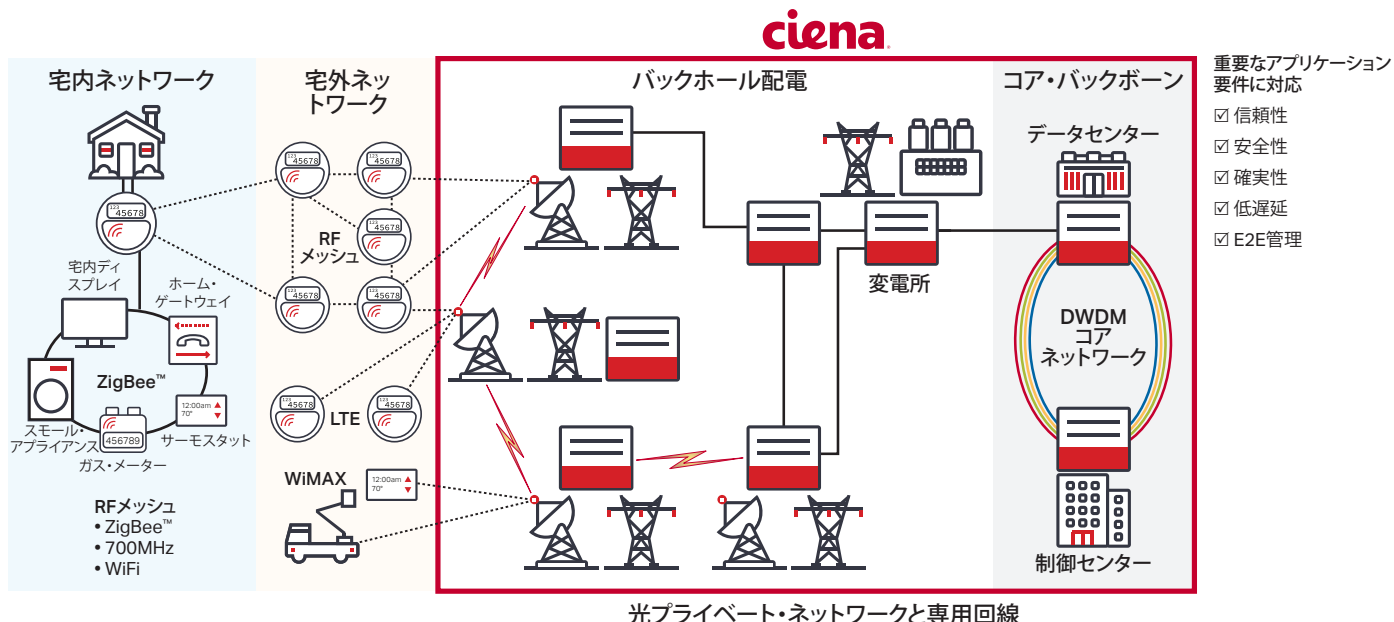 ciena
宅内ネットワーク
宅外ネッ
トワーク
バックホール配電
コア・バックボーン
重要なアプリケーション
要件に対応
☑ 信頼性
☑ 安全性
☑ 確実性
☑ 低遅延
☑ E2E管理
データセンター
123
45678
123
45678
123
45678
123
45678
123
45678
123
45678
RF
メッシュ
宅内ディ
スプレイ
ホーム・
ゲートウェイ
変電所
DWDM
コア
ネットワーク
ZigBee™
12:00am
70°
スモール・
アプライアンス
456789
サーモスタット
ガス・メーター
123
45678
LTE
123
45678
WiMAX
12:00am
70°
RFメッシュ
• ZigBee™
• 700MHz
• WiFi
制御センター
光プライベート・ネットワークと専用回線